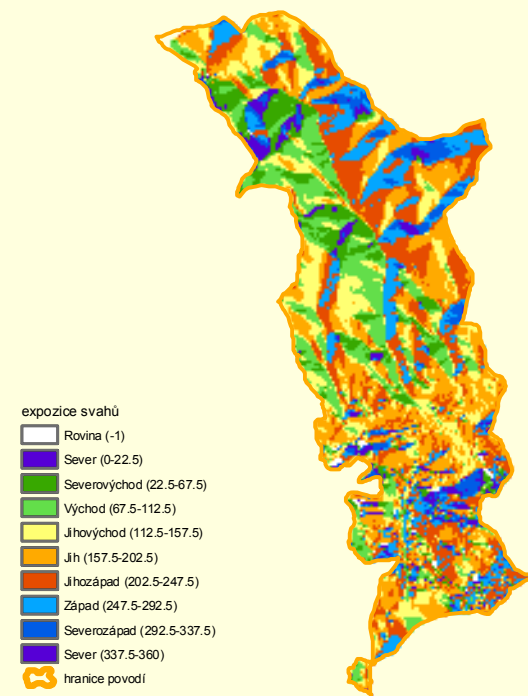 expozice svahů
Rovina (-1)
Sever (0-22.5)
Severovýchod (22.5-67.5)
Východ (67.5-112.5)
Jihovýchod (112.5-157.5)
Jih (157.5-202.5)
Jihozápad (202.5-247.5)
Západ (247.5-292.5)
Severozápad (292.5-337.5)
Sever (337.5-360)
hranice povodí